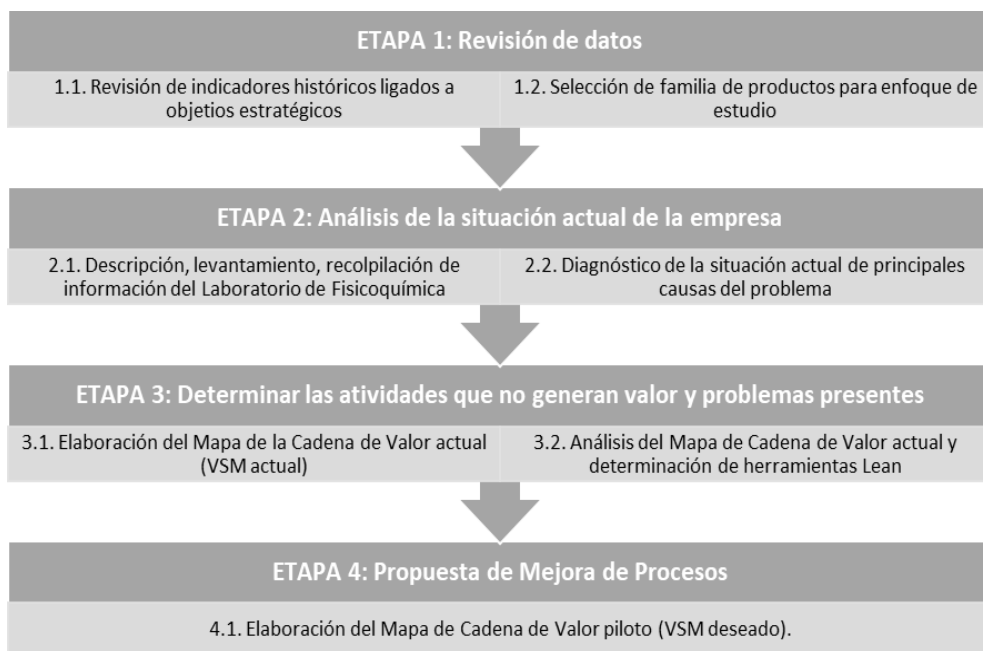 ETAPA 1: Revisión de datos
1.1. Revisión de indicadores históricos ligados a
objetios estratégicos
1.2. Selección de familia de productos para enfoque de
estudio
ETAPA 2: Análisis de la situación actual de la empresa
2.1. Descripción, levantamiento, recolpilación de
información del Laboratorio de Fisicoquímica
2.2. Diagnóstico de la situación actual de principales
causas del problema
ETAPA 3: Determinar las atividades que no generan valor y problemas presentes
3.1. Elaboración del Mapa de la Cadena de Valor actual
(VSM actual)
3.2. Análisis del Mapa de Cadena de Valor actual y
determinación de herramientas Lean
ETAPA 4: Propuesta de Mejora de Procesos
4.1. Elaboración del Mapa de Cadena de Valor piloto (VSM deseado).